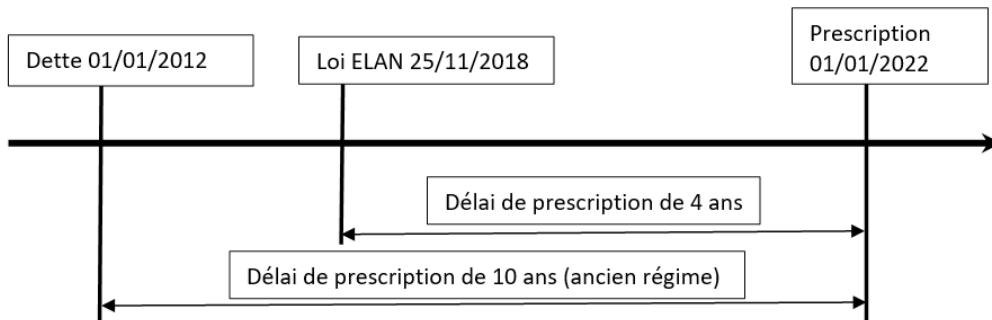 Dette 01/01/2012
Loi ELAN 25/11/2018
Prescription
01/01/2022
Délai de prescription de 4 ans
Délai de prescription de 10 ans (ancien régime)